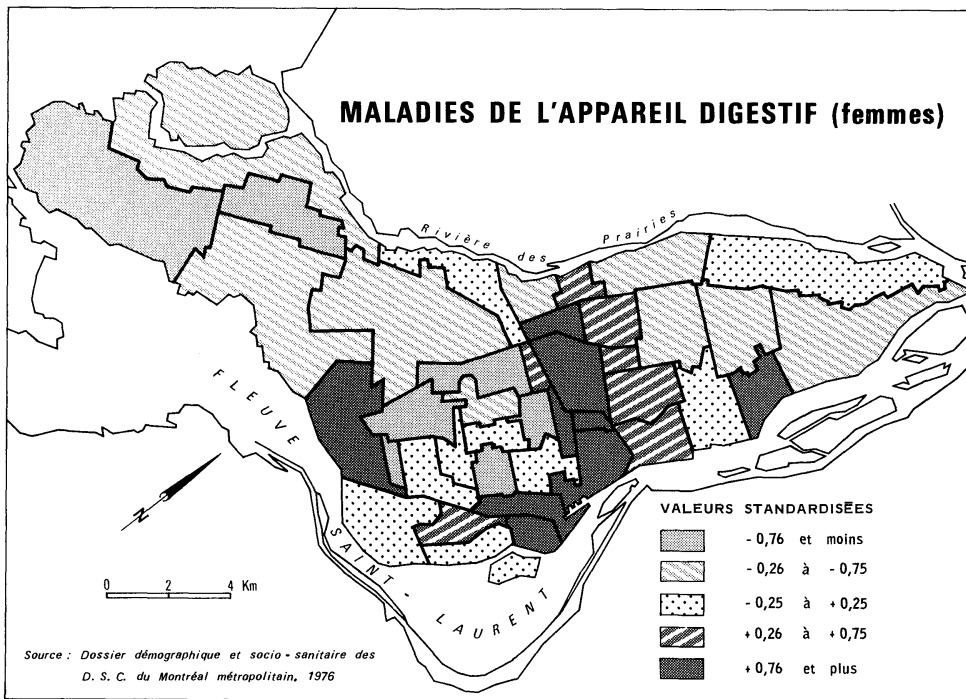 MALADIES DE L'APPAREIL DIGESTIF (femmes)
Rivière des Prairies
FLEUVE SAINT-LAURENT
N
0 2 4 Km
VALEURS STANDARDISÉES
- 0,76 et moins
- 0,26 à - 0,75
- 0,25 à + 0,25
+ 0,26 à + 0,75
+ 0,76 et plus
Source : Dossier démographique et socio-sanitaire des
D. S. C. du Montréal métropolitain, 1976